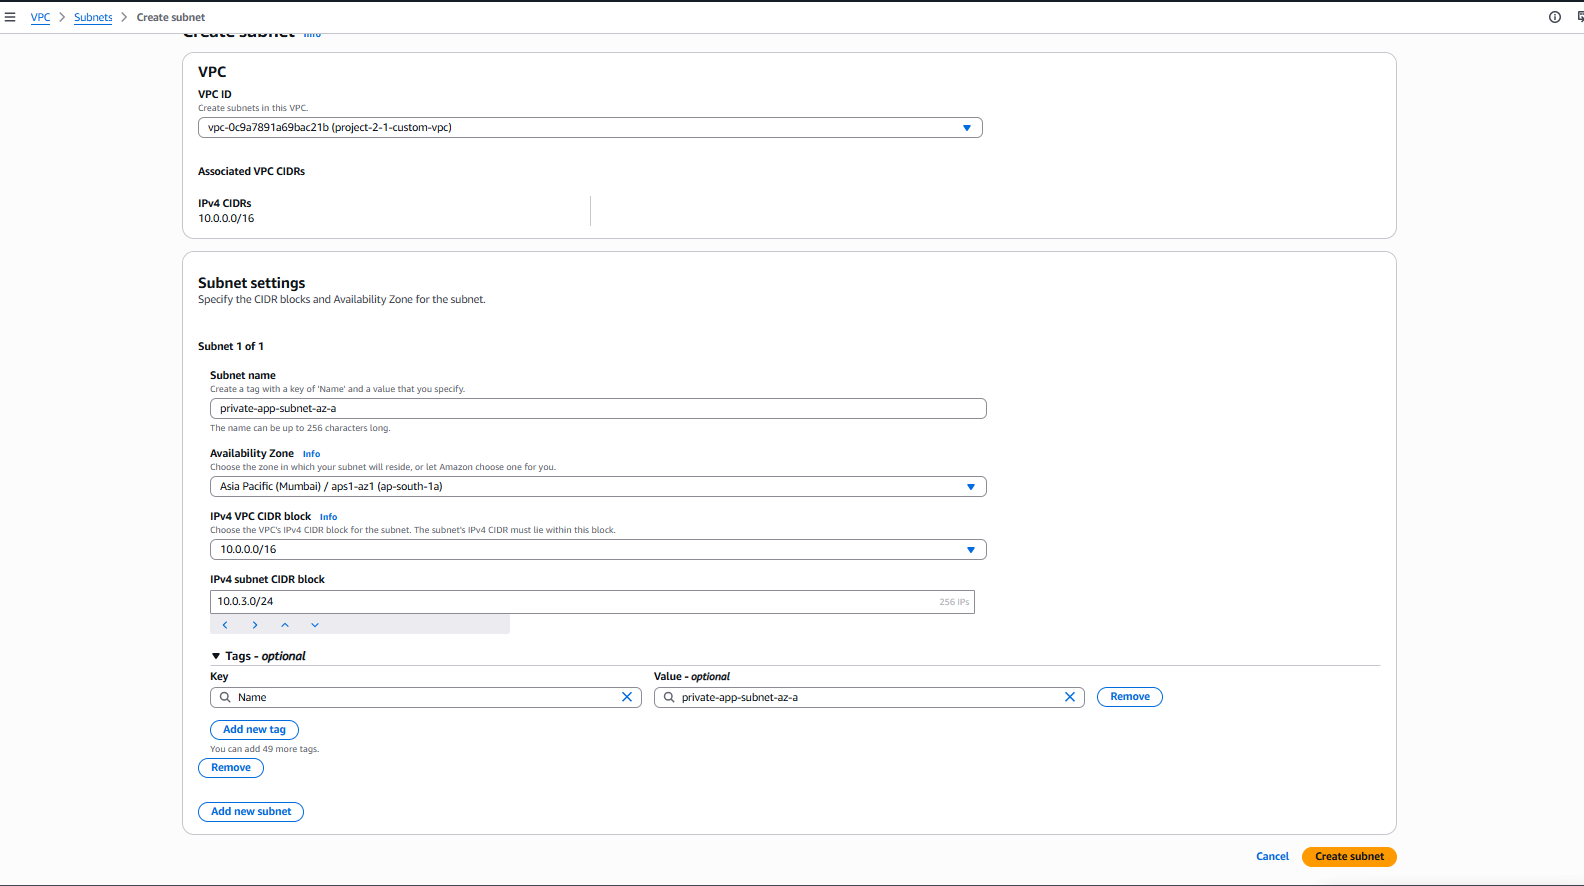 VPC > Subnets > Create subnet
Create subnet Info
VPC
VPC ID
Create subnets in this VPC.
vpc-0c9a7891a69bac21b (project-2-1-custom-vpc)
Associated VPC CIDRs
IPv4 CIDRs
10.0.0.0/16
Subnet settings
Specify the CIDR blocks and Availability Zone for the subnet.
Subnet 1 of 1
Subnet name
Create a tag with a key of 'Name' and a value that you specify.
private-app-subnet-az-a
The name can be up to 256 characters long.
Availability Zone Info
Choose the zone in which your subnet will reside, or let Amazon choose one for you.
Asia Pacific (Mumbai) / aps1-az1 (ap-south-1a)
IPv4 VPC CIDR block Info
Choose the VPC's IPv4 CIDR block for the subnet. The subnet's IPv4 CIDR must lie within this block.
10.0.0.0/16
IPv4 subnet CIDR block
10.0.3.0/24 256 IPs
Tags - optional
Key Value - optional
Name private-app-subnet-az-a Remove
Add new tag
You can add 49 more tags.
Remove
Add new subnet
Cancel Create subnet